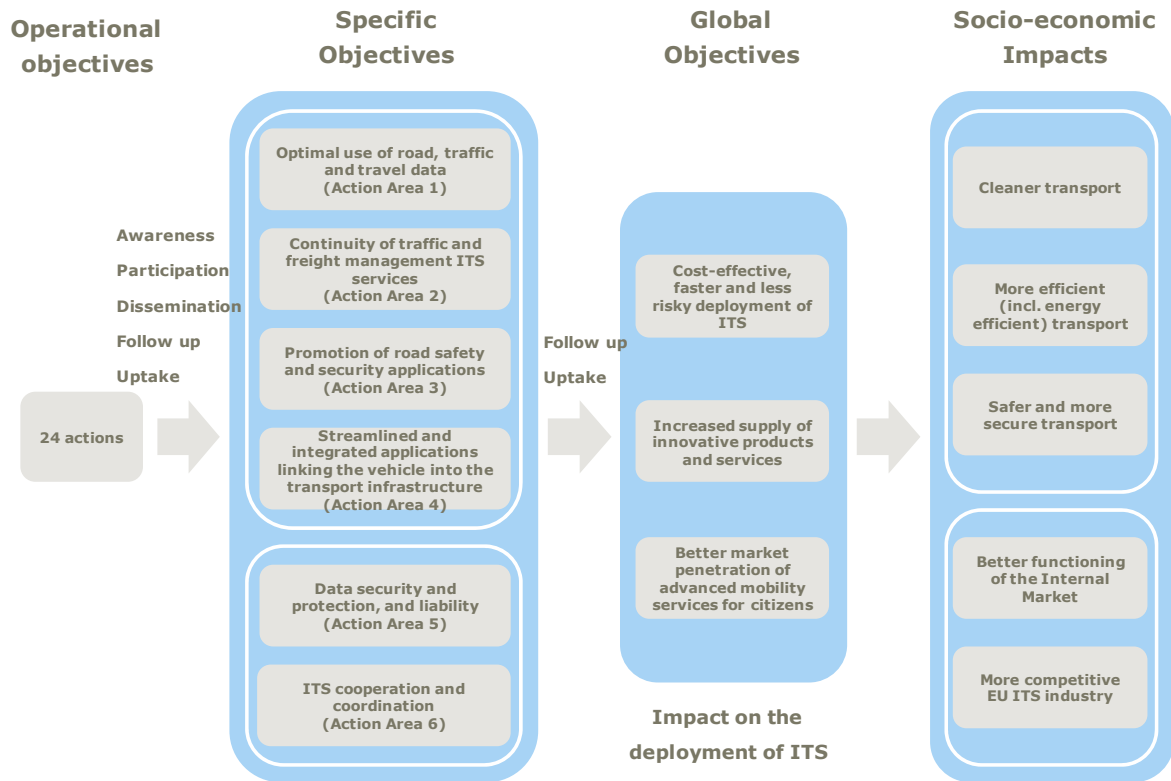 Operational
objectives
Specific
Objectives
Global
Objectives
Socio-economic
Impacts
Awareness
Participation
Dissemination
Follow up
Uptake
24 actions
Optimal use of road, traffic
and travel data
(Action Area 1)
Continuity of traffic and
freight management ITS
services
(Action Area 2)
Promotion of road safety
and security applications
(Action Area 3)
Streamlined and
integrated applications
linking the vehicle into the
transport infrastructure
(Action Area 4)
Data security and
protection, and liability
(Action Area 5)
ITS cooperation and
coordination
(Action Area 6)
Follow up
Uptake
Cost-effective,
faster and less
risky deployment of
ITS
Increased supply of
innovative products
and services
Better market
penetration of
advanced mobility
services for citizens
Impact on the
deployment of ITS
Cleaner transport
More efficient
(incl. energy
efficient) transport
Safer and more
secure transport
Better functioning
of the Internal
Market
More competitive
EU ITS industry